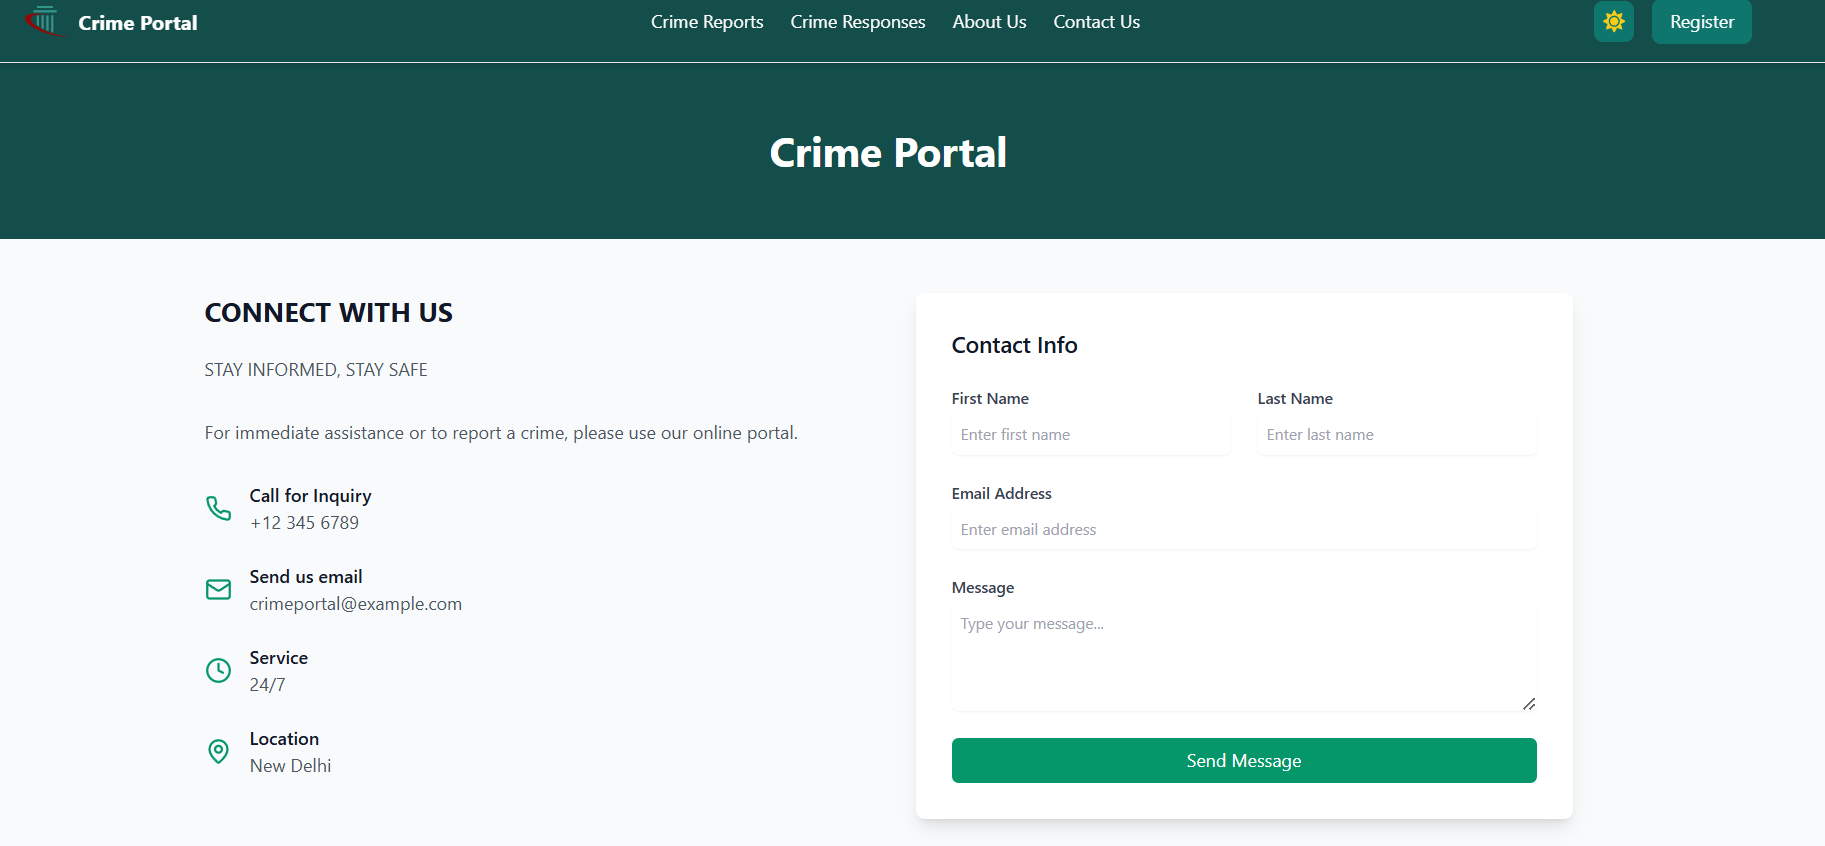 Crime Portal
Crime Reports
Crime Responses
About Us
Contact Us
Register
Crime Portal
CONNECT WITH US
STAY INFORMED, STAY SAFE
For immediate assistance or to report a crime, please use our online portal.
Call for Inquiry
+12 345 6789
Send us email
crimeportal@example.com
Service
24/7
Location
New Delhi
Contact Info
First Name
Last Name
Enter first name
Enter last name
Email Address
Enter email address
Message
Type your message...
Send Message